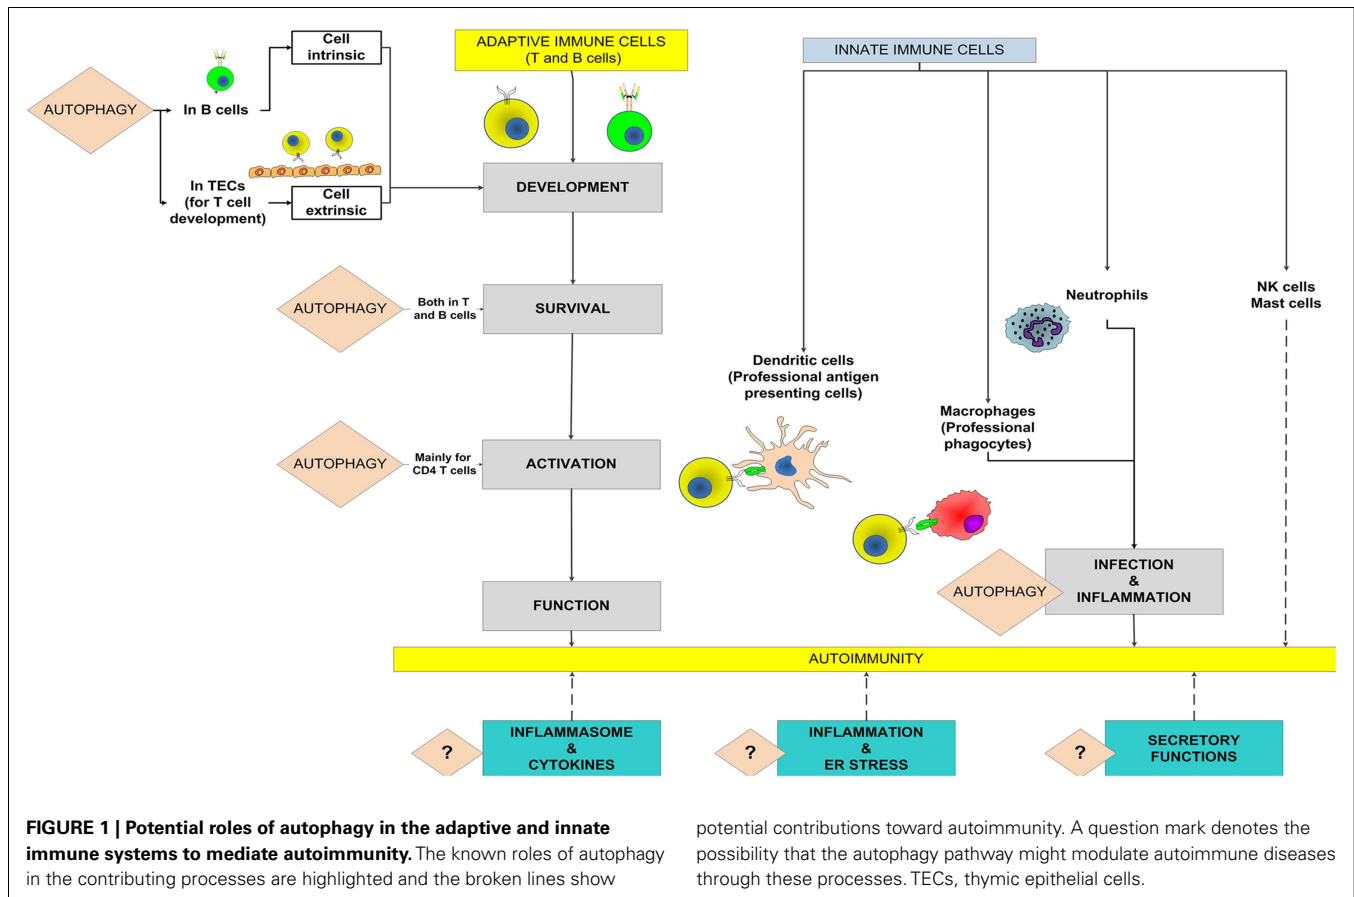 AUTOPHAGY
In B cells
Cell
intrinsic
In TECs
(for T cell
development)
Cell
extrinsic
ADAPTIVE IMMUNE CELLS
(T and B cells)
DEVELOPMENT
AUTOPHAGY
Both in T
and B cells
SURVIVAL
AUTOPHAGY
Mainly for
CD4 T cells
ACTIVATION
FUNCTION
INNATE IMMUNE CELLS
Dendritic cells
(Professional antigen
presenting cells)
Macrophages
(Professional
phagocytes)
Neutrophils
NK cells
Mast cells
AUTOPHAGY
INFECTION
&
INFLAMMATION
AUTOIMMUNITY
?
INFLAMMASOME
&
CYTOKINES
?
INFLAMMATION
&
ER STRESS
?
SECRETORY
FUNCTIONS
FIGURE 1 | Potential roles of autophagy in the adaptive and innate
immune systems to mediate autoimmunity. The known roles of autophagy
in the contributing processes are highlighted and the broken lines show
potential contributions toward autoimmunity. A question mark denotes the
possibility that the autophagy pathway might modulate autoimmune diseases
through these processes. TECs, thymic epithelial cells.